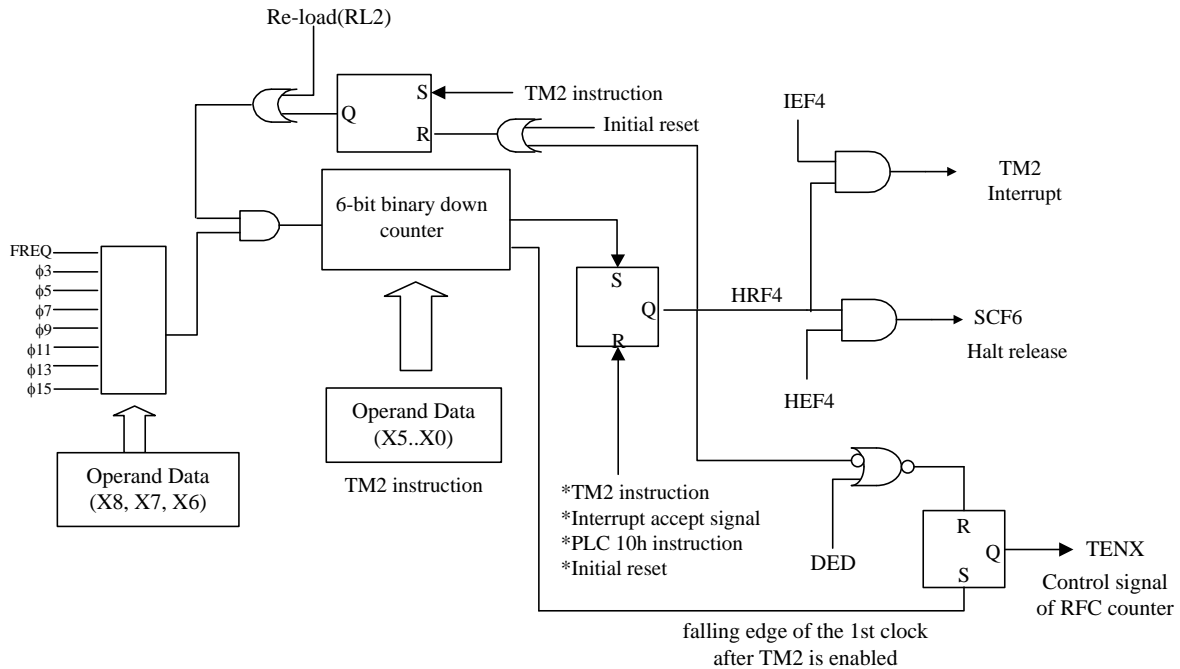 Re-load(RL2)
S
TM2 instruction
Q
R
Initial reset
IEF4
TM2
Interrupt
6-bit binary down
counter
FREQ
ϕ3
ϕ5
ϕ7
ϕ9
ϕ11
ϕ13
ϕ15
S
Q
R
HRF4
SCF6
Halt release
HEF4
Operand Data
(X5..X0)
TM2 instruction
Operand Data
(X8, X7, X6)
*TM2 instruction
*Interrupt accept signal
*PLC 10h instruction
*Initial reset
DED
R
Q
S
TENX
Control signal
of RFC counter
falling edge of the 1st clock
after TM2 is enabled